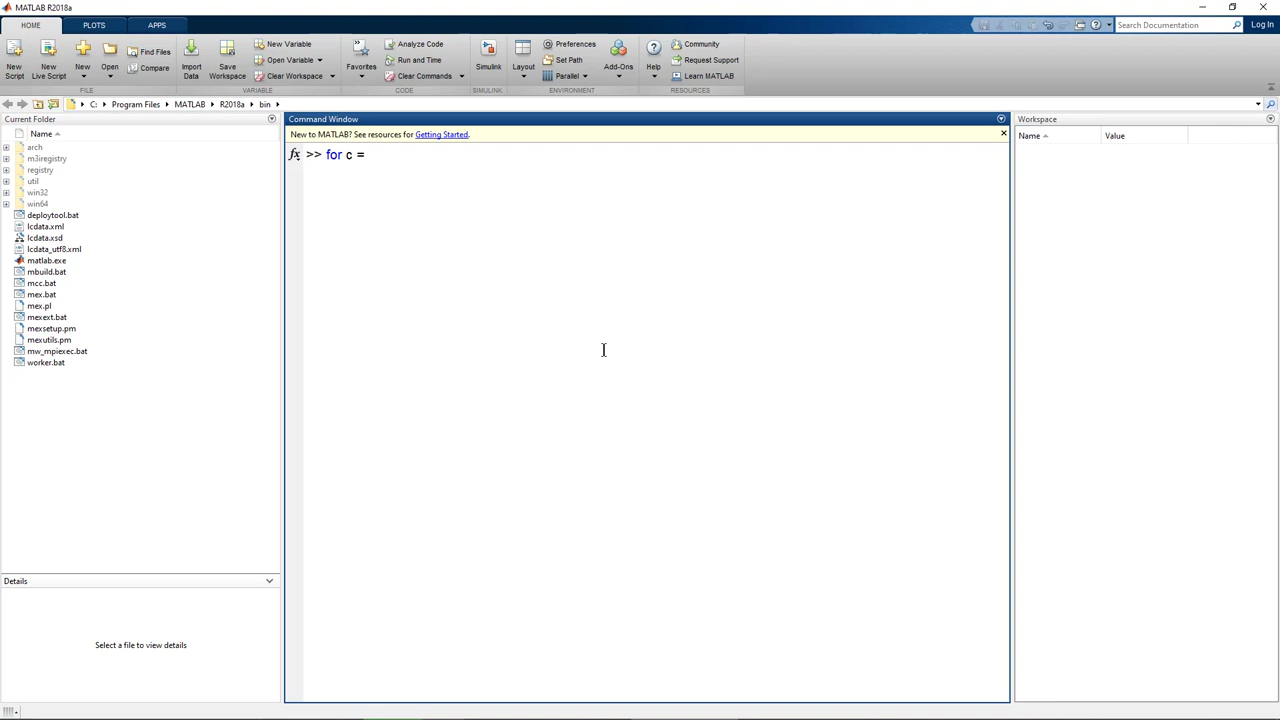 MATLAB R2018a
HOME PLOTS APPS
Search Documentation Log In
New Script
New Live Script
New
Open
Find Files
Compare
Import Data
Save Workspace
New Variable
Open Variable
Clear Workspace
Favorites
Analyze Code
Run and Time
Clear Commands
Simulink
Layout
Preferences
Set Path
Parallel
Add-Ons
Help
Community
Request Support
Learn MATLAB
FILE VARIABLE CODE SIMULINK ENVIRONMENT RESOURCES
C: Program Files MATLAB R2018a bin
Current Folder
Name
arch
m3iregistry
registry
util
win32
win64
deploytool.bat
lcdata.xml
lcdata.xsd
lcdata_utf8.xml
matlab.exe
mbuild.bat
mcc.bat
mex.bat
mex.pl
mexext.bat
mexsetup.pm
mexutils.pm
mw_mpiexec.bat
worker.bat
Details
Select a file to view details
Command Window
New to MATLAB? See resources for Getting Started.
fx >> for c =
Workspace
Name Value